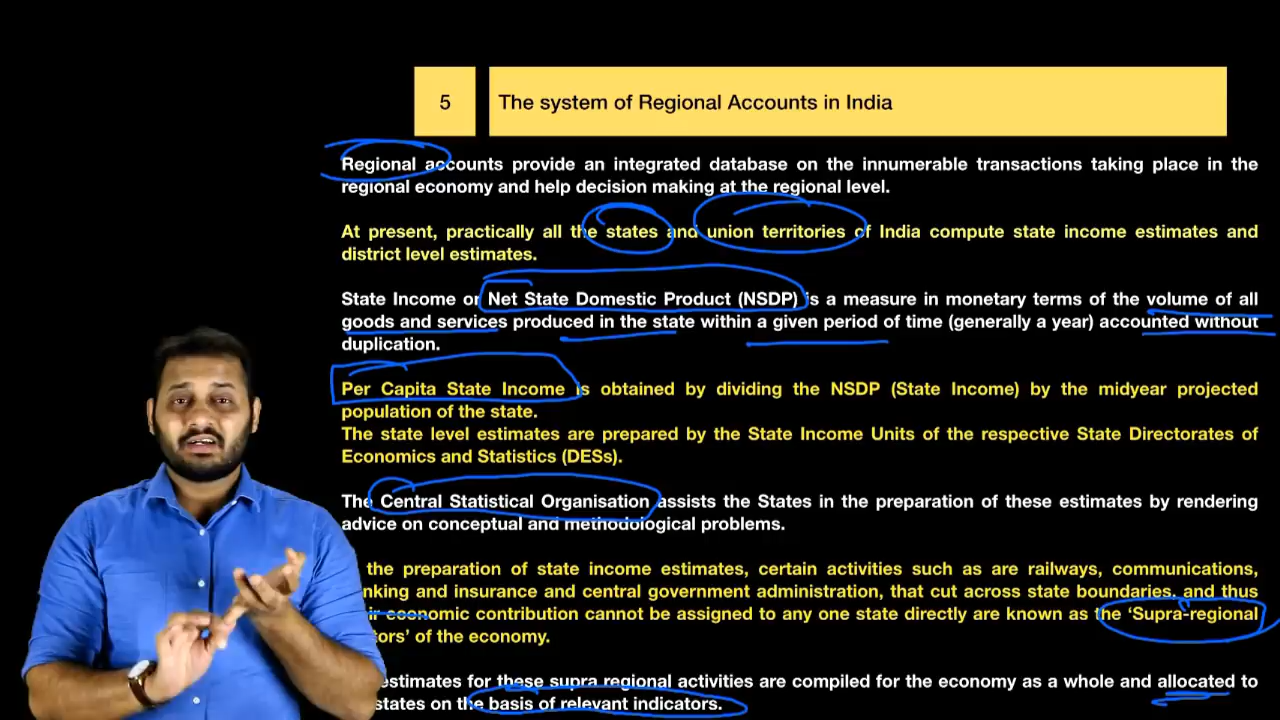 5
The system of Regional Accounts in India
Regional accounts provide an integrated database on the innumerable transactions taking place in the
regional economy and help decision making at the regional level.
At present, practically all the states and union territories of India compute state income estimates and
district level estimates.
State Income or Net State Domestic Product (NSDP) is a measure in monetary terms of the volume of all
goods and services produced in the state within a given period of time (generally a year) accounted without
duplication.
Per Capita State Income is obtained by dividing the NSDP (State Income) by the midyear projected
population of the state.
The state level estimates are prepared by the State Income Units of the respective State Directorates of
Economics and Statistics (DESs).
The Central Statistical Organisation assists the States in the preparation of these estimates by rendering
advice on conceptual and methodological problems.
the preparation of state income estimates, certain activities such as are railways, communications,
and insurance and central government administration, that cut across state boundaries, and thus
economic contribution cannot be assigned to any one state directly are known as the ‘Supra-regional
of the economy.
estimates for these supra regional activities are compiled for the economy as a whole and allocated to
states on the basis of relevant indicators.